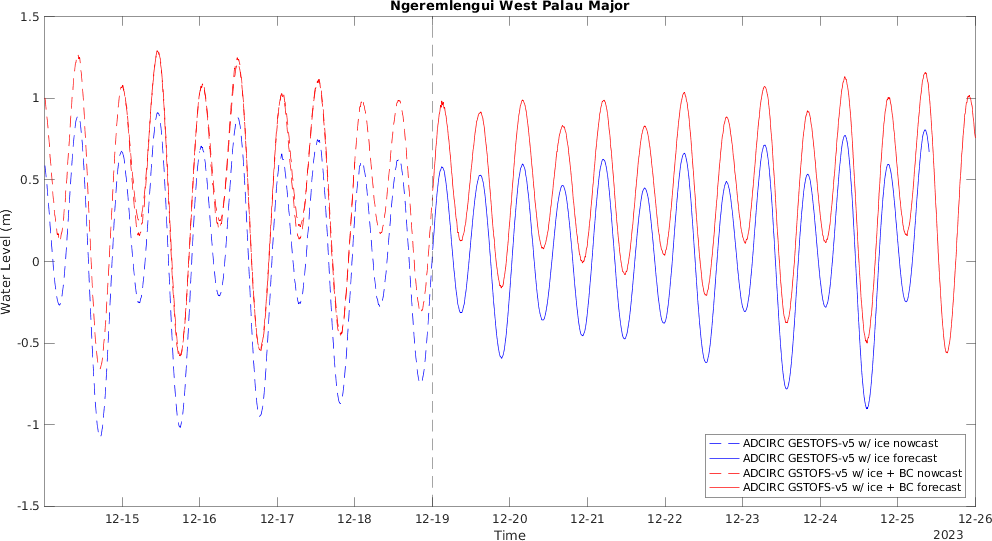 Ngeremlengui West Palau Major
1.5
1
0.5
0
-0.5
-1
-1.5
Water Level (m)
ADCIRC GESTOFS-v5 w/ ice nowcast
ADCIRC GESTOFS-v5 w/ ice forecast
ADCIRC GSTOFS-v5 w/ ice + BC nowcast
ADCIRC GSTOFS-v5 w/ ice + BC forecast
12-15 12-16 12-17 12-18 12-19 12-20 12-21 12-22 12-23 12-24 12-25 12-26
Time
2023